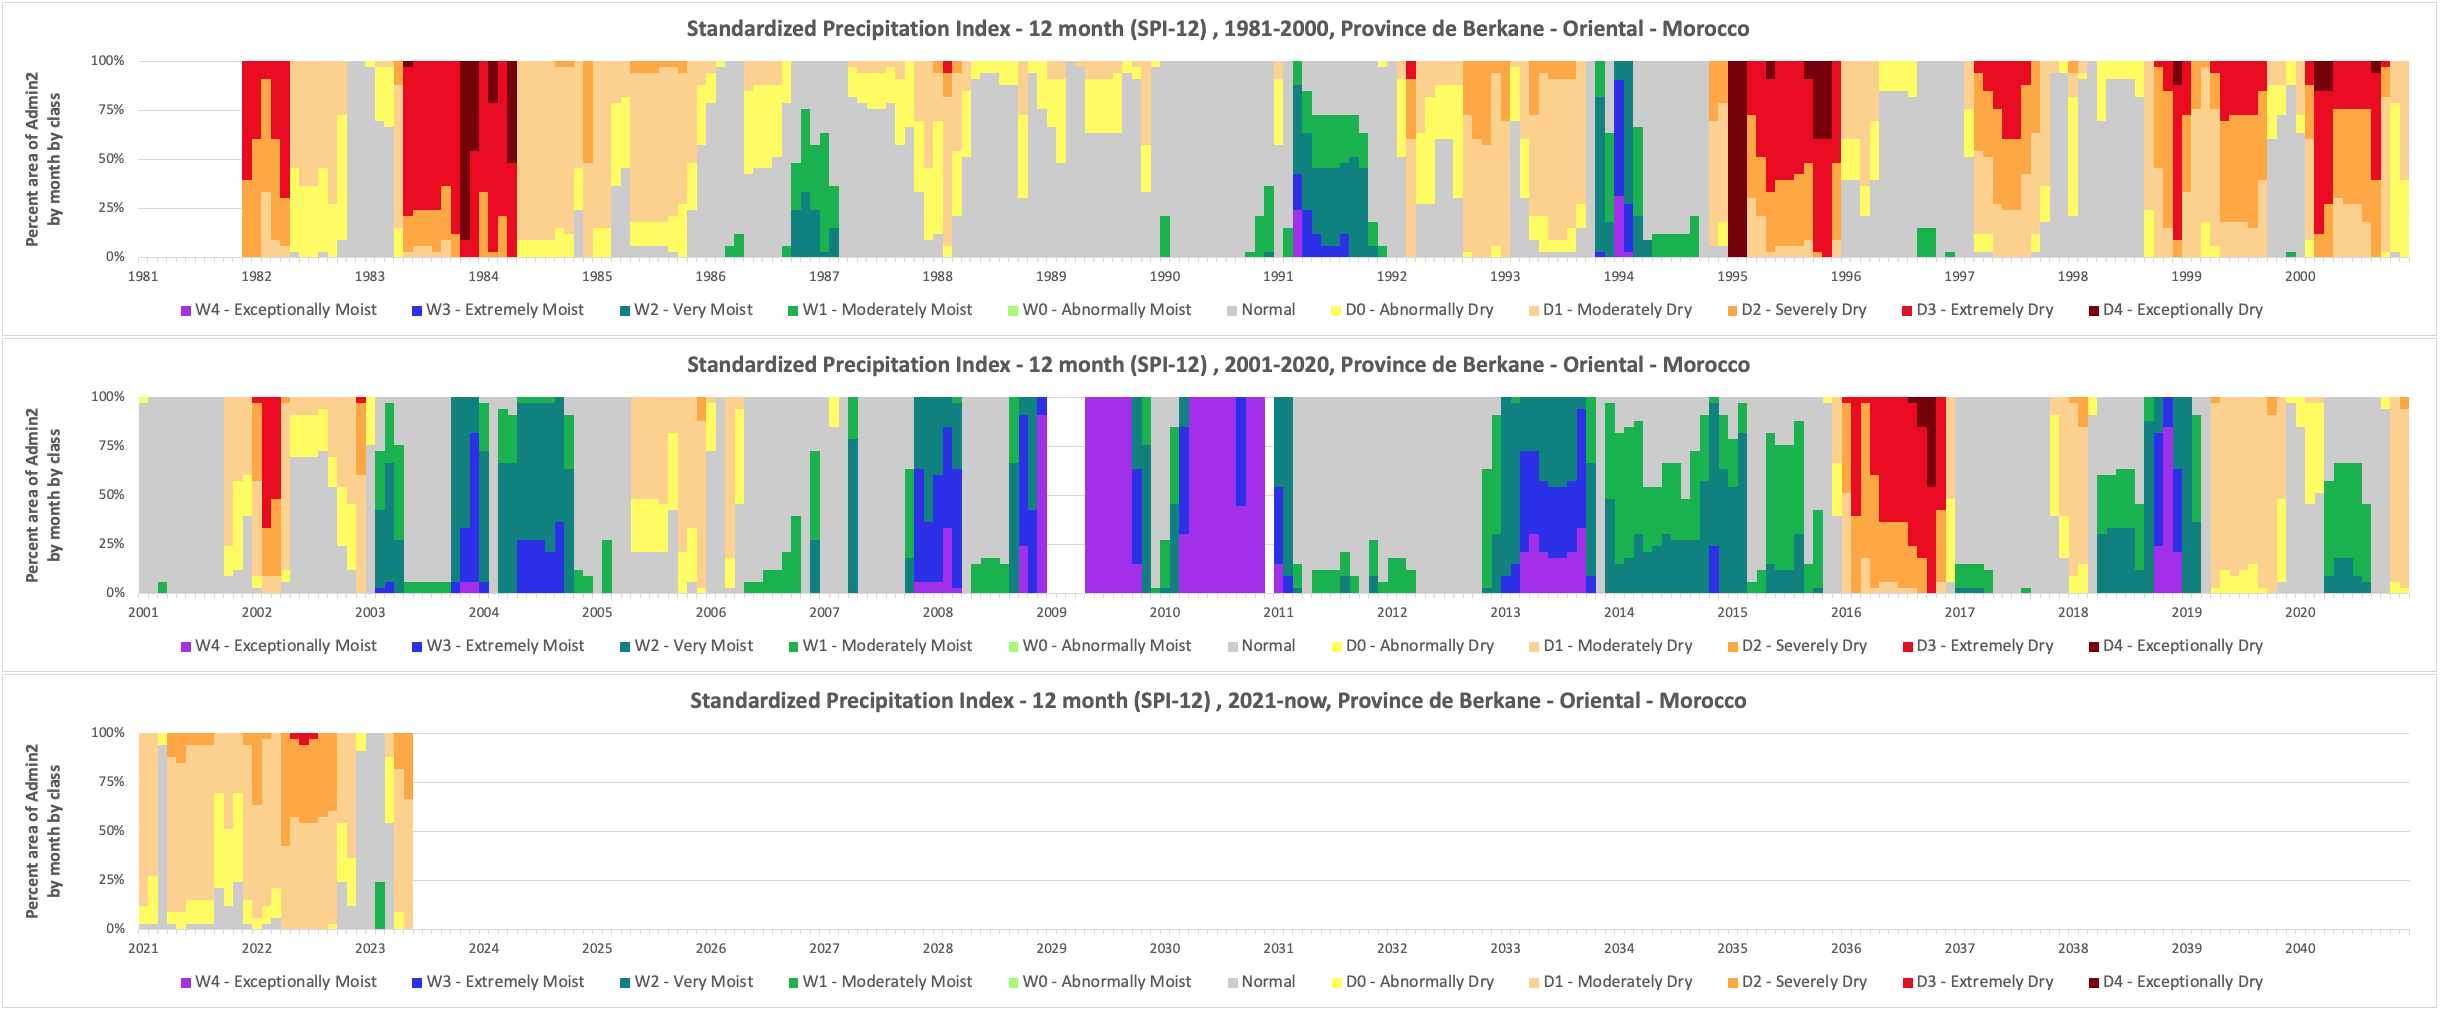 Standardized Precipitation Index - 12 month (SPI-12) , 1981-2000, Province de Berkane - Oriental - Morocco
Percent area of Admin2
by month by class
100%
75%
50%
25%
0%
1981 1982 1983 1984 1985 1986 1987 1988 1989 1990 1991 1992 1993 1994 1995 1996 1997 1998 1999 2000
W4 - Exceptionally Moist W3 - Extremely Moist W2 - Very Moist W1 - Moderately Moist W0 - Abnormally Moist Normal D0 - Abnormally Dry D1 - Moderately Dry D2 - Severely Dry D3 - Extremely Dry D4 - Exceptionally Dry
Standardized Precipitation Index - 12 month (SPI-12) , 2001-2020, Province de Berkane - Oriental - Morocco
Percent area of Admin2
by month by class
100%
75%
50%
25%
0%
2001 2002 2003 2004 2005 2006 2007 2008 2009 2010 2011 2012 2013 2014 2015 2016 2017 2018 2019 2020
W4 - Exceptionally Moist W3 - Extremely Moist W2 - Very Moist W1 - Moderately Moist W0 - Abnormally Moist Normal D0 - Abnormally Dry D1 - Moderately Dry D2 - Severely Dry D3 - Extremely Dry D4 - Exceptionally Dry
Standardized Precipitation Index - 12 month (SPI-12) , 2021-now, Province de Berkane - Oriental - Morocco
Percent area of Admin2
by month by class
100%
75%
50%
25%
0%
2021 2022 2023 2024 2025 2026 2027 2028 2029 2030 2031 2032 2033 2034 2035 2036 2037 2038 2039 2040
W4 - Exceptionally Moist W3 - Extremely Moist W2 - Very Moist W1 - Moderately Moist W0 - Abnormally Moist Normal D0 - Abnormally Dry D1 - Moderately Dry D2 - Severely Dry D3 - Extremely Dry D4 - Exceptionally Dry